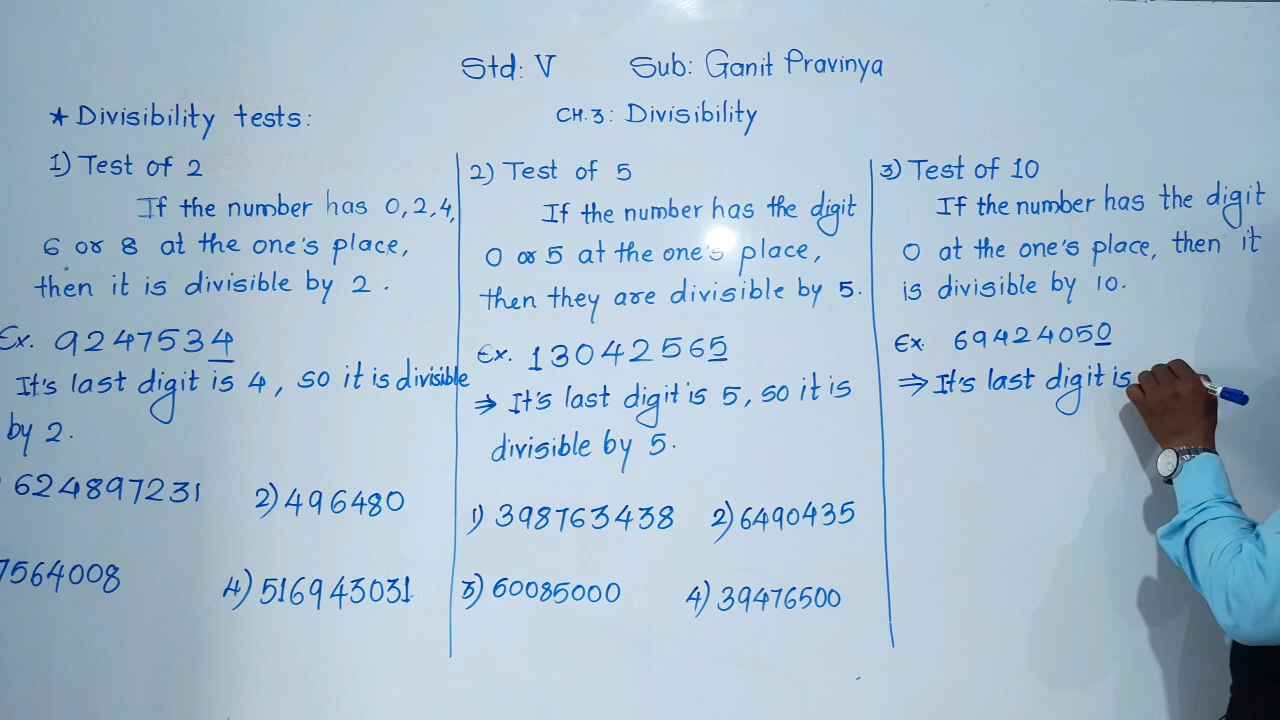 Std: V Sub: Ganit Pravinya
* Divisibility tests:
CH.3: Divisibility
1) Test of 2
If the number has 0,2,4,
6 or 8 at the one's place,
then it is divisible by 2.
Ex. 9247534
It's last digit is 4, so it is divisible
by 2.
624897231
2) 496480
7564008
4) 516943031
2) Test of 5
If the number has the digit
0 or 5 at the one's place,
then they are divisible by 5.
Ex. 13042565
⇒ It's last digit is 5, so it is
divisible by 5.
1) 398763438 2) 6490435
3) 60085000 4) 39476500
3) Test of 10
If the number has the digit
0 at the one's place, then it
is divisible by 10.
Ex 69424050
⇒ It's last digit is